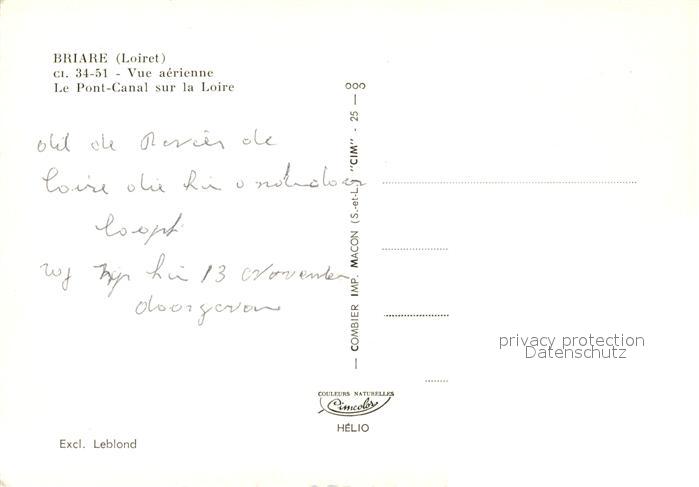 BRIARE (Loiret)
Ct. 34-51 - Vue aérienne
Le Pont-Canal sur la Loire
dit de Rivier de
Loire die hier onderdoor
loopt
wij zijn hier 13 November
doorgevaren
COMBIER IMP. MACON (S.-et-L.) "CIM" - 25 — 000
privacy protection
Datenschutz
COULEURS NATURELLES
Cimcolor
HÉLIO
Excl. Leblond